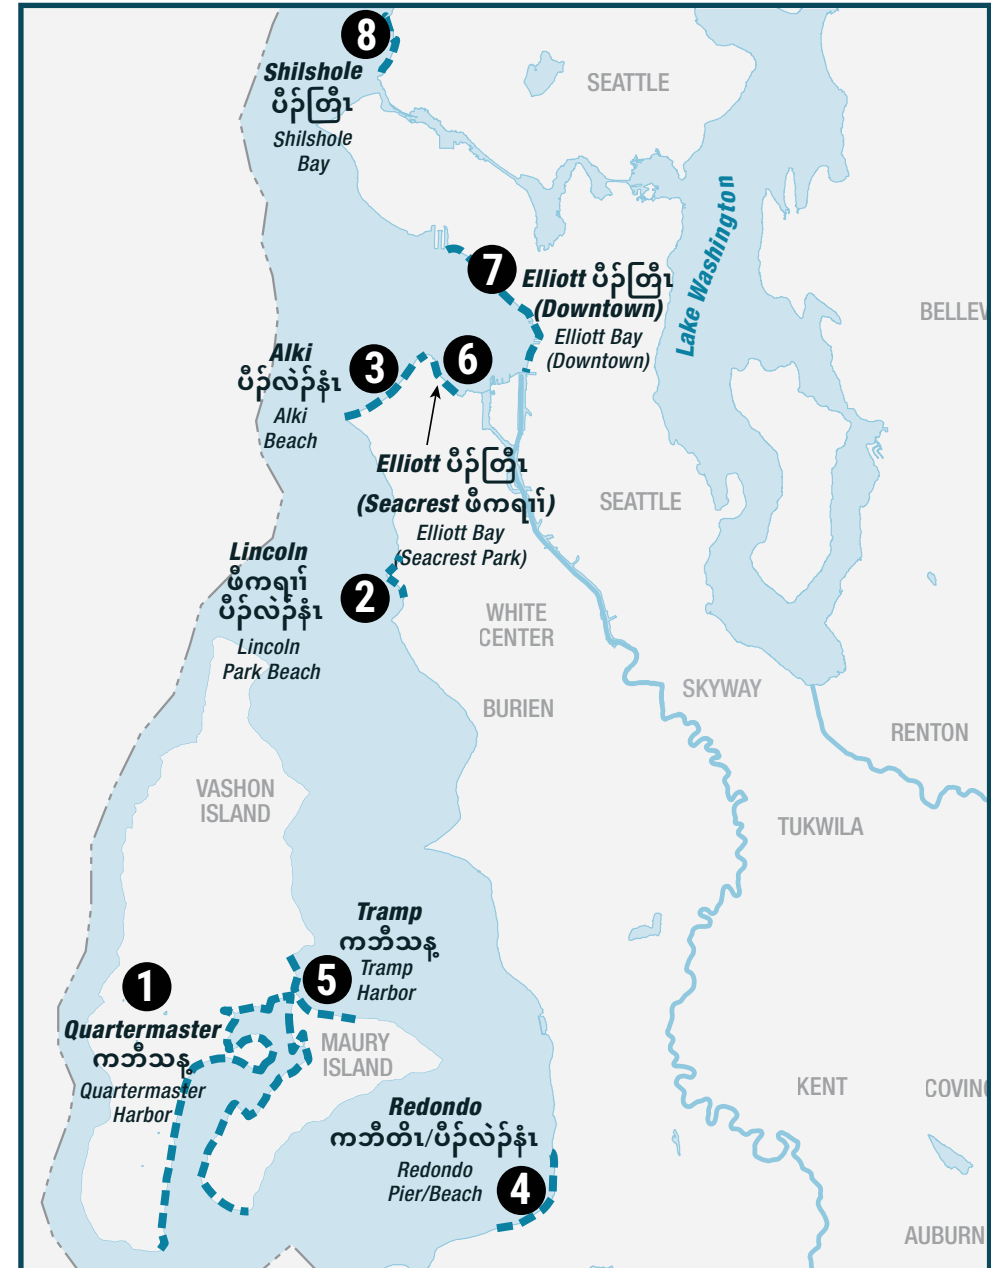 8
Shilshole
ပီၣ်တြီၤ
Shilshole
Bay
SEATTLE
Lake Washington
7
Elliott ပီၣ်တြီၤ
(Downtown)
Elliott Bay
(Downtown)
BELLEV
Alki
ပီၣ်လဲၣ်နံၤ
Alki
Beach
3
6
Elliott ပီၣ်တြီၤ
(Seacrest ဖီကရၢၢ်)
Elliott Bay
(Seacrest Park)
SEATTLE
Lincoln
ဖီကရၢၢ်
ပီၣ်လဲၣ်နံၤ
Lincoln
Park Beach
2
WHITE
CENTER
SKYWAY
BURIEN
RENTON
VASHON
ISLAND
TUKWILA
Tramp
ကဘီသန့
Tramp
Harbor
5
1
Quartermaster
ကဘီသန့
Quartermaster
Harbor
MAURY
ISLAND
KENT
COVIN
Redondo
ကဘီတိၤ/ပီၣ်လဲၣ်နံၤ
Redondo
Pier/Beach
4
AUBURN